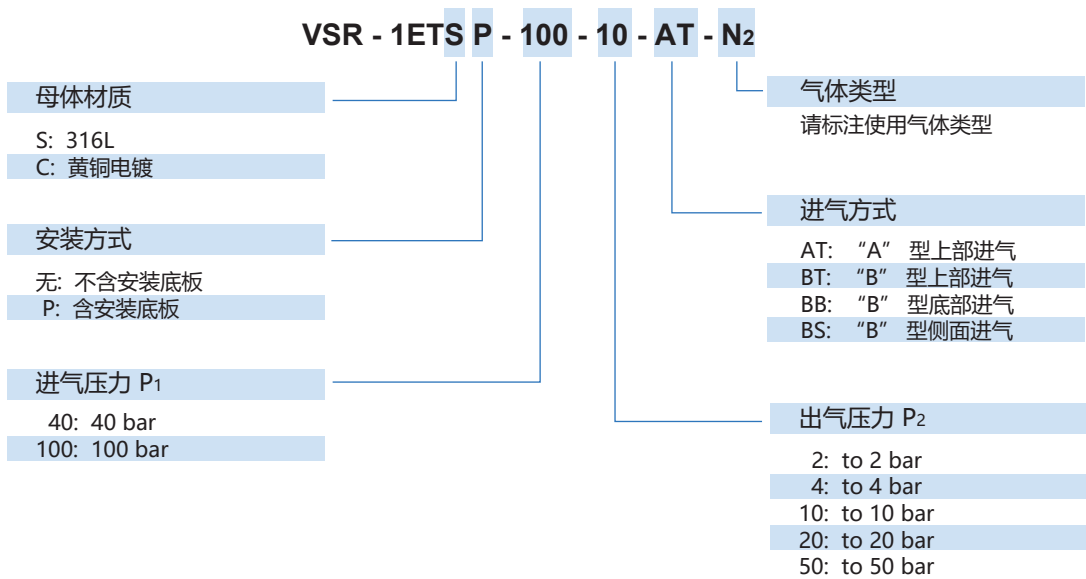 VSR - 1ETS P - 100 - 10 - AT - N2
母体材质
S: 316L
C: 黄铜电镀
安装方式
无: 不含安装底板
P: 含安装底板
进气压力 P1
40: 40 bar
100: 100 bar
气体类型
请标注使用气体类型
进气方式
AT: “A” 型上部进气
BT: “B” 型上部进气
BB: “B” 型底部进气
BS: “B” 型侧面进气
出气压力 P2
2: to 2 bar
4: to 4 bar
10: to 10 bar
20: to 20 bar
50: to 50 bar